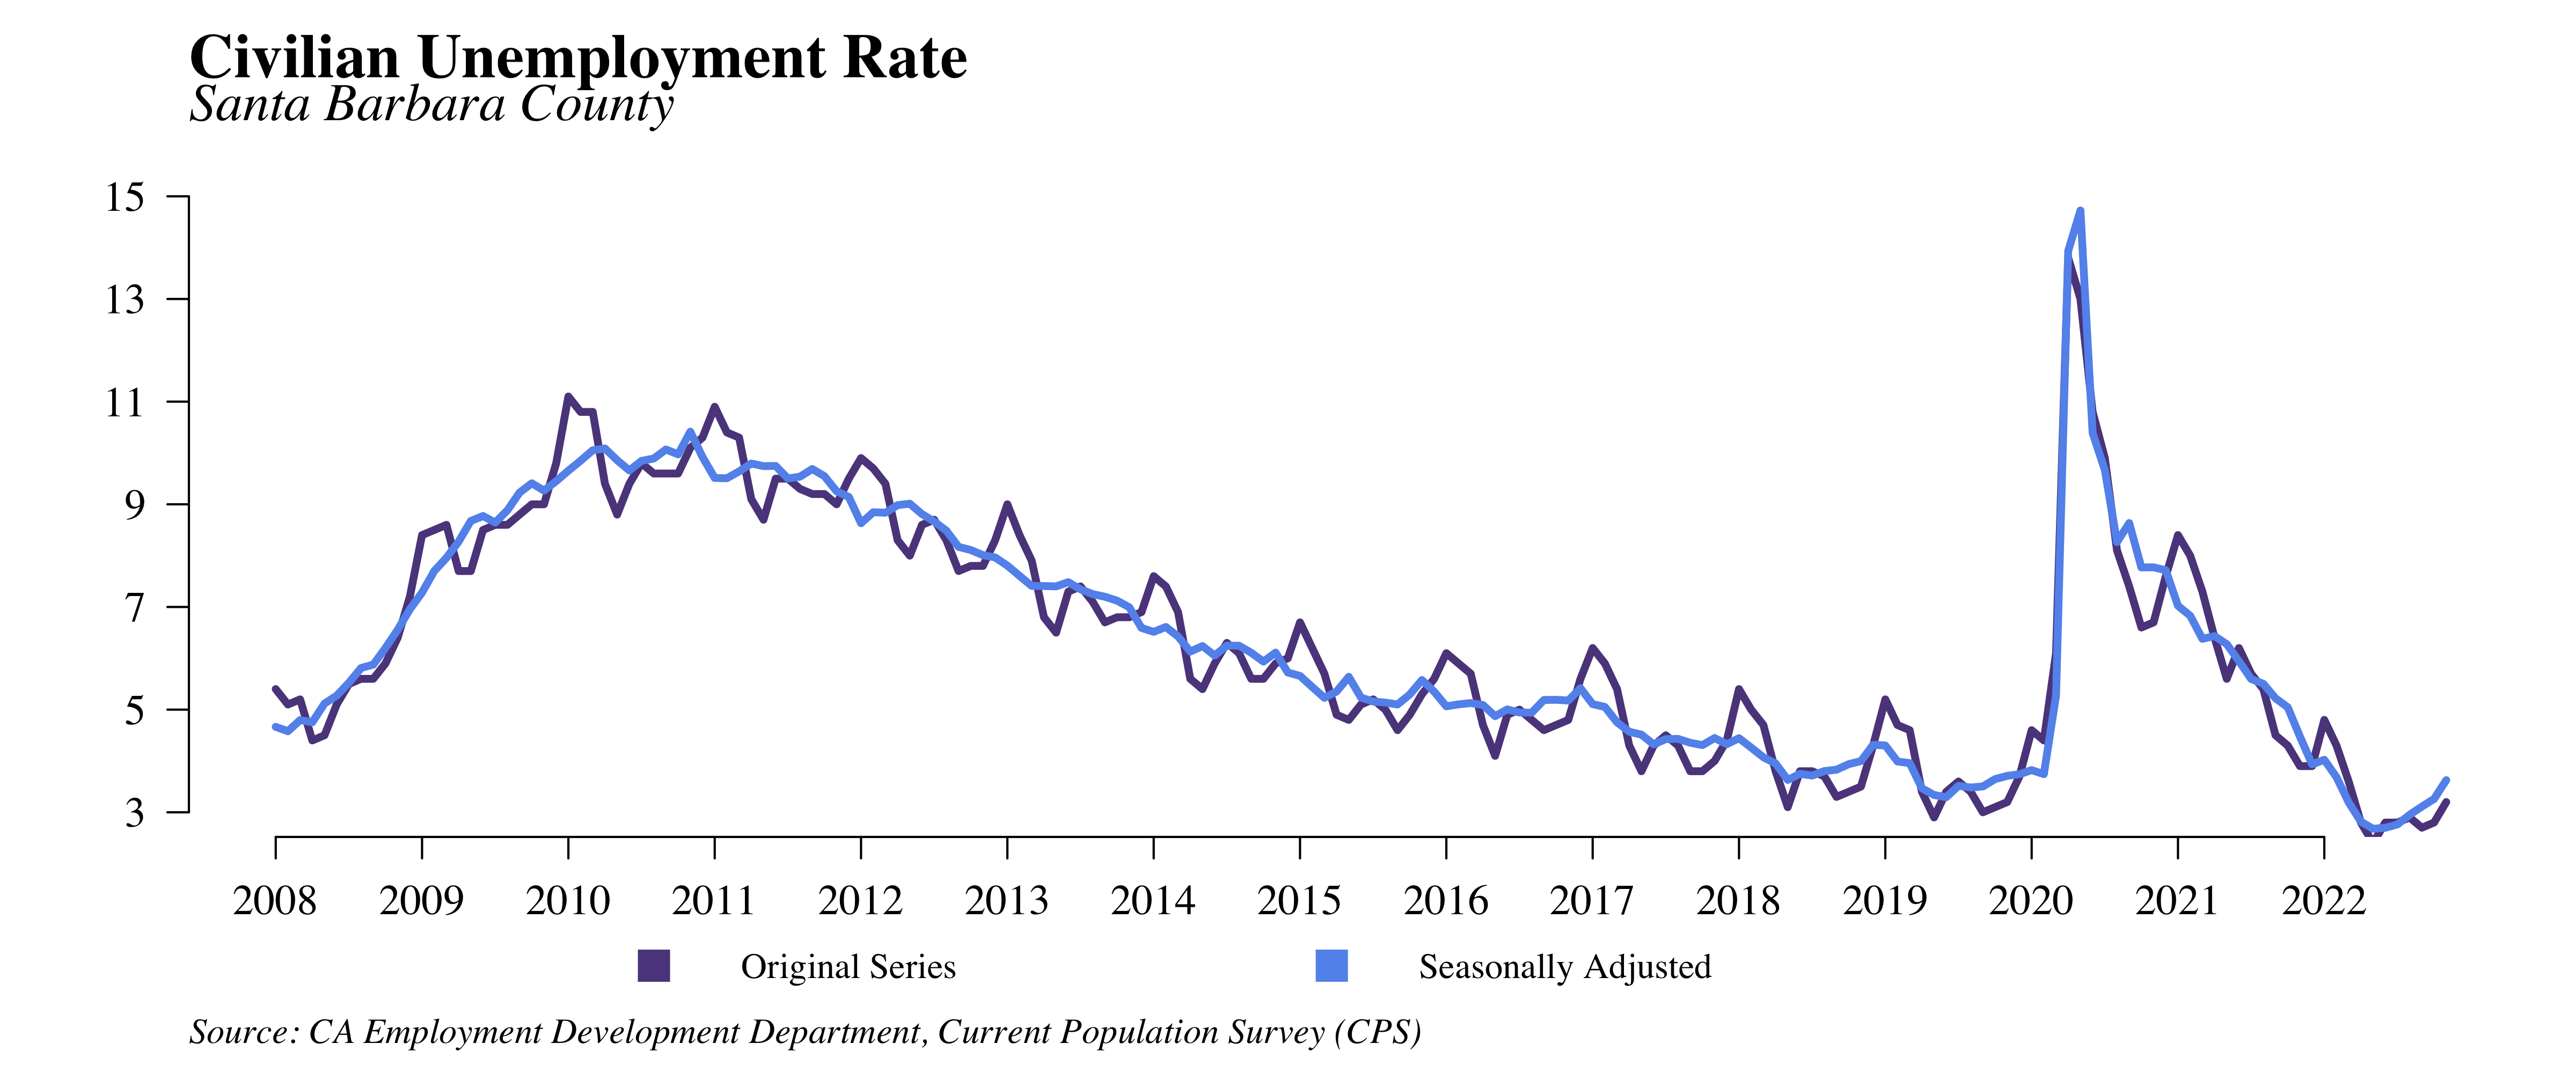 Civilian Unemployment Rate
Santa Barbara County
15
13
11
9
7
5
3
2008 2009 2010 2011 2012 2013 2014 2015 2016 2017 2018 2019 2020 2021 2022
Original Series Seasonally Adjusted
Source: CA Employment Development Department, Current Population Survey (CPS)